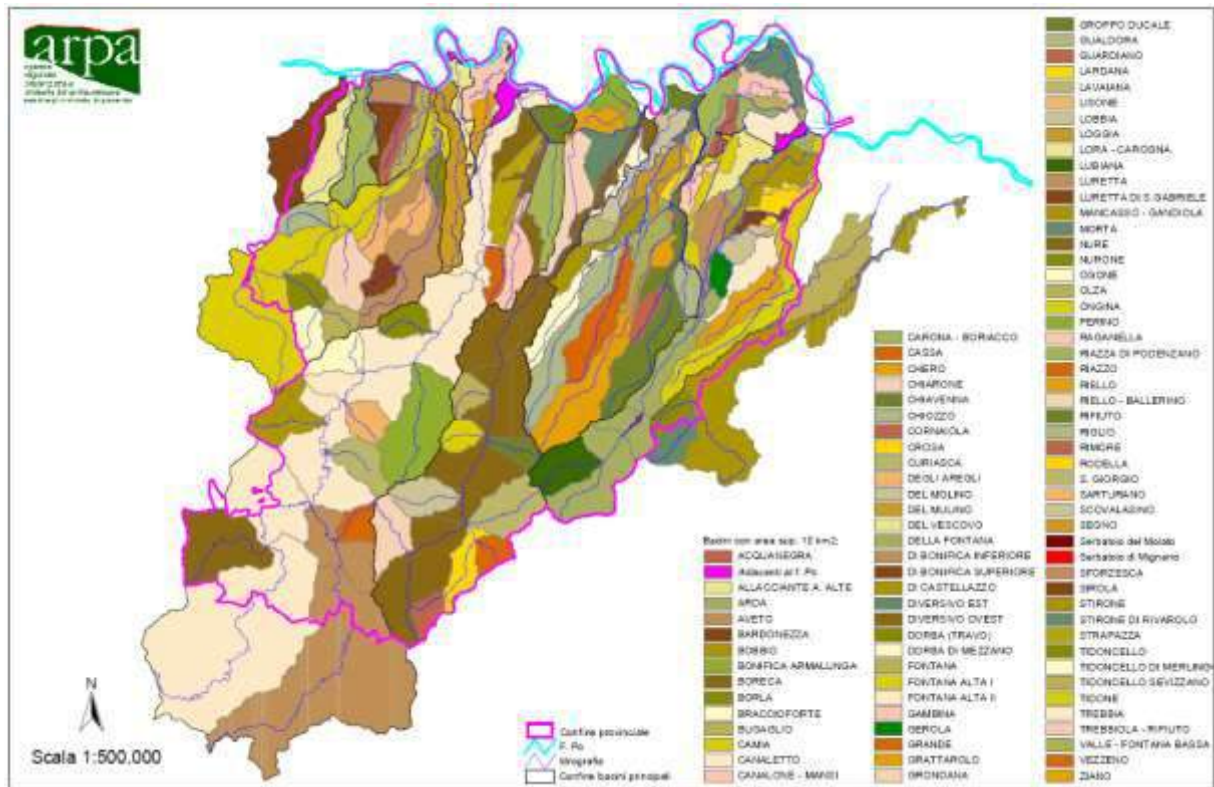 arpa
N
Scala 1:500.000
Confine provinciale
F. Po
Idrografia
Confine bacini principali
Bacini con area sup. 10 km2
ACQUANEGRA
Adiacenti al f. Po
ALLACCIANTE A. ALTE
ARDA
AVETO
BARDONEZZA
BOBBIO
BONIFICA ARMALUNGA
BORECA
BORLA
BRACCIOFORTE
BUGAGLIO
CAMIA
CANALETTO
CANALONE - MANSI
CARONA - BORIACCO
CASSA
CHERO
CHIARONE
CHIAVENNA
CHIOZZO
CORNAIOLA
CROSA
CURIASCA
DEGLI AREGLI
DEL MOLINO
DEL MULINO
DEL VESCOVO
DELLA FONTANA
DI BONIFICA INFERIORE
DI BONIFICA SUPERIORE
DI CASTELLAZZO
DIVERSIVO EST
DIVERSIVO OVEST
DORBA (TRAVO)
DORBA DI MEZZANO
FONTANA
FONTANA ALTA I
FONTANA ALTA II
GAMBINA
GEROLA
GRANDE
GRATTAROLO
GRONDANA
GROPPO DUCALE
GUALDORA
GUARDIANO
LARDANA
LAVAIANA
LISONE
LOBBIA
LOGGIA
LORA - CAROGNA
LUBIANA
LURETTA
LURETTA DI S.GABRIELE
MANCASSO - GANDIOLA
MORTA
NURE
NURONE
OGONE
OLZA
ONGINA
PERINO
RAGANELLA
RIAZZA DI PODENZANO
RIAZZO
RIELLO
RIELLO - BALLERINO
RIFIUTO
RIGLIO
RIMORE
RODELLA
S. GIORGIO
SARTURANO
SCOVALASINO
SEGNO
Serbatoio del Molato
Serbatoio di Mignano
SFORZESCA
SIROLA
STIRONE
STIRONE DI RIVAROLO
STRAPAZZA
TIDONCELLO
TIDONCELLO DI MERLINGO
TIDONCELLO SEVIZZANO
TIDONE
TREBBIA
TREBBIOLA - RIFIUTO
VALLE - FONTANA BASSA
VEZZENO
ZIANO